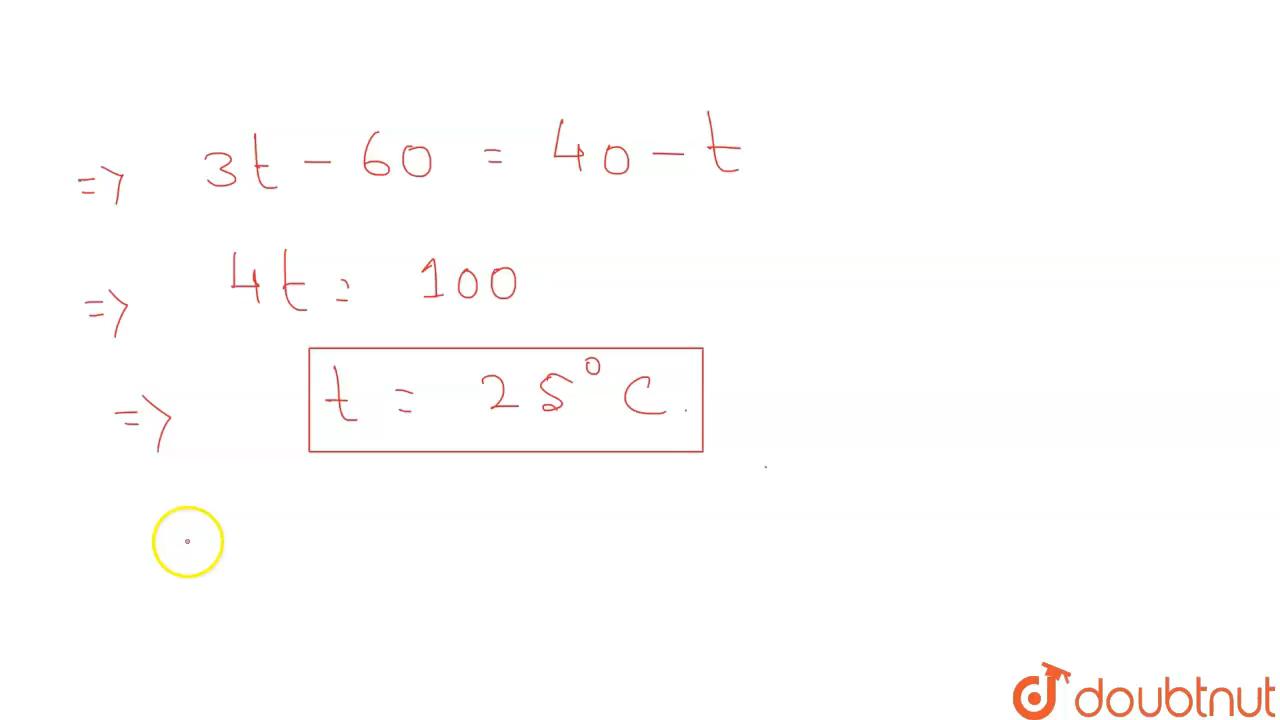 => 3t - 60 = 40 - t
=> 4t = 100
=> t = 25°C.
doubtnut